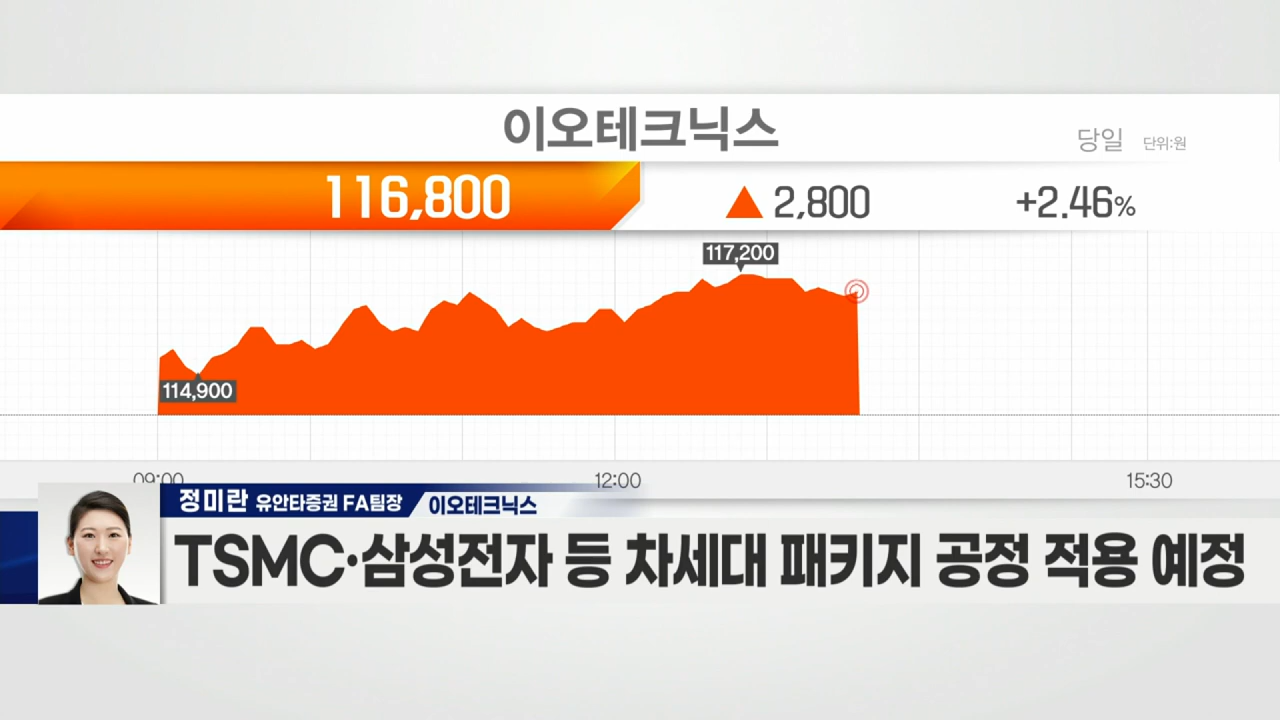 이오테크닉스
당일 단위:원
116,800 ▲ 2,800 +2.46%
117,200
114,900
09:00 12:00 15:30
정미란 유안타증권 FA팀장 이오테크닉스
TSMC·삼성전자 등 차세대 패키지 공정 적용 예정